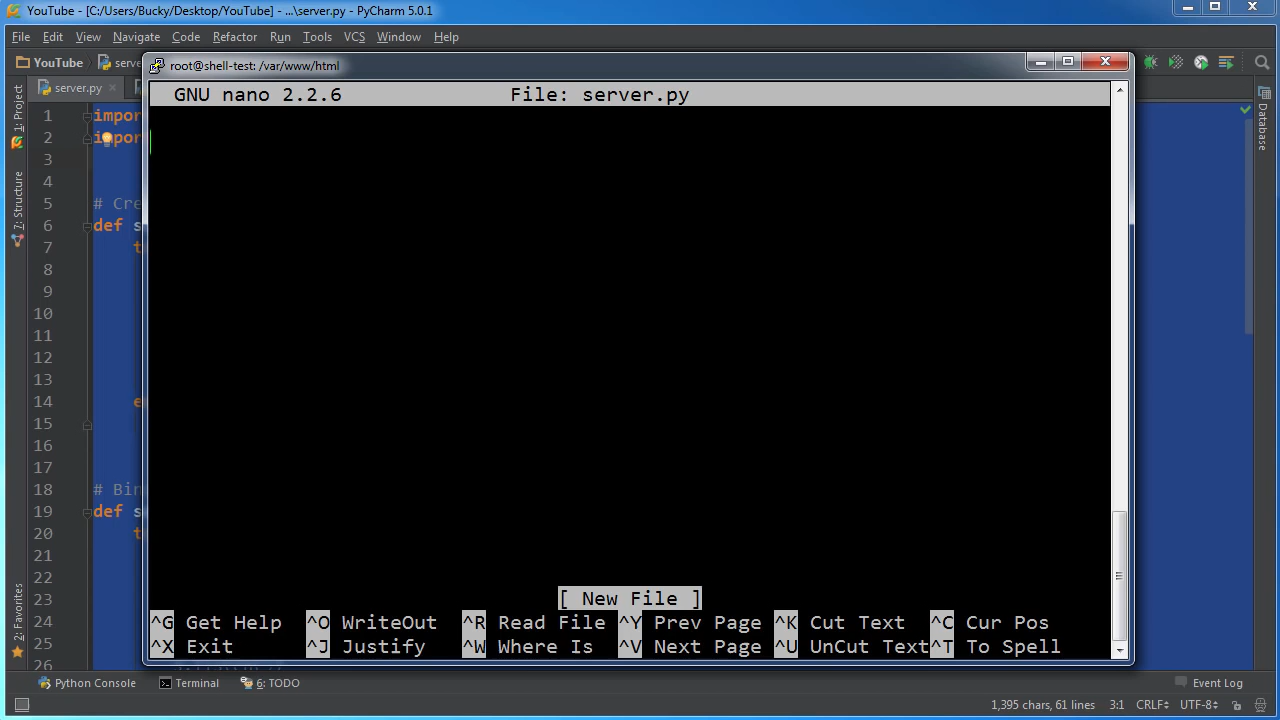 YouTube - [C:/Users/Bucky/Desktop/YouTube] - ...\server.py - PyCharm 5.0.1
File Edit View Navigate Code Refactor Run Tools VCS Window Help
YouTube
root@shell-test: /var/www/html
server.py
GNU nano 2.2.6 File: server.py
1: Project
7: Structure
2: Favorites
Database
1
2
3
4
5 # Cre
6 def s
7
8
9
10
11
12
13
14
15
16
17
18 # Bin
19 def s
20
21
22
23
24
25
26
[ New File ]
^G Get Help ^O WriteOut ^R Read File ^Y Prev Page ^K Cut Text ^C Cur Pos
^X Exit ^J Justify ^W Where Is ^V Next Page ^U UnCut Text ^T To Spell
Python Console Terminal 6: TODO Event Log
1,395 chars, 61 lines 3:1 CRLF UTF-8